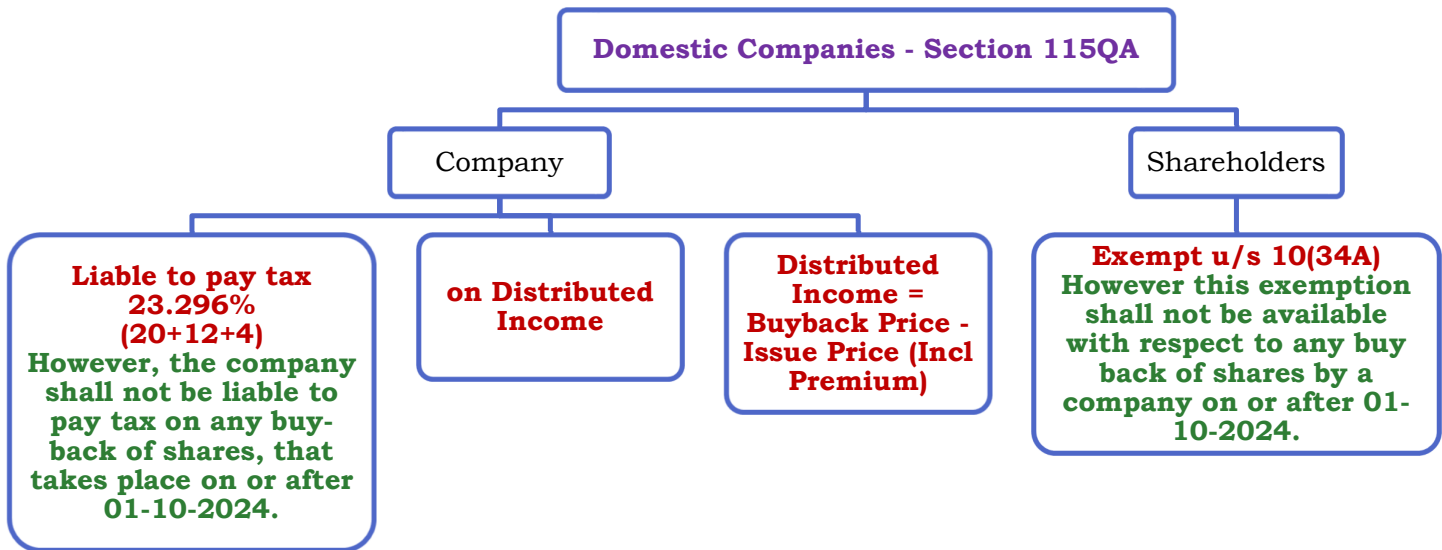 Domestic Companies - Section 115QA
Company
Shareholders
Liable to pay tax
23.296%
(20+12+4)
However, the company
shall not be liable to
pay tax on any buy-
back of shares, that
takes place on or after
01-10-2024.
on Distributed
Income
Distributed
Income =
Buyback Price -
Issue Price (Incl
Premium)
Exempt u/s 10(34A)
However this exemption
shall not be available
with respect to any buy
back of shares by a
company on or after 01-
10-2024.